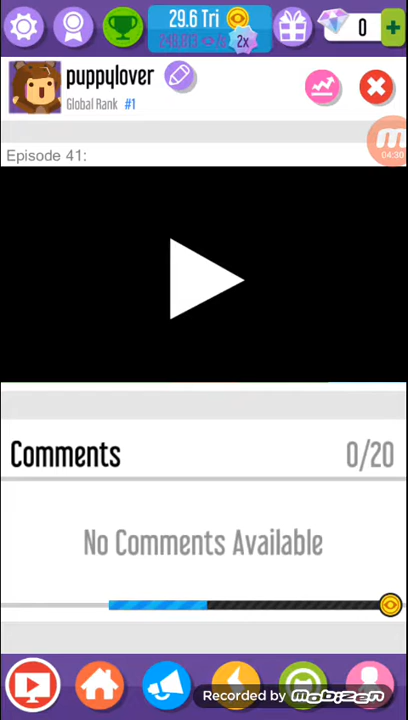 29.6 Tri
2x
0
puppylover
Global Rank #1
04:30
Episode 41:
Comments
0/20
No Comments Available
Recorded by mobizen